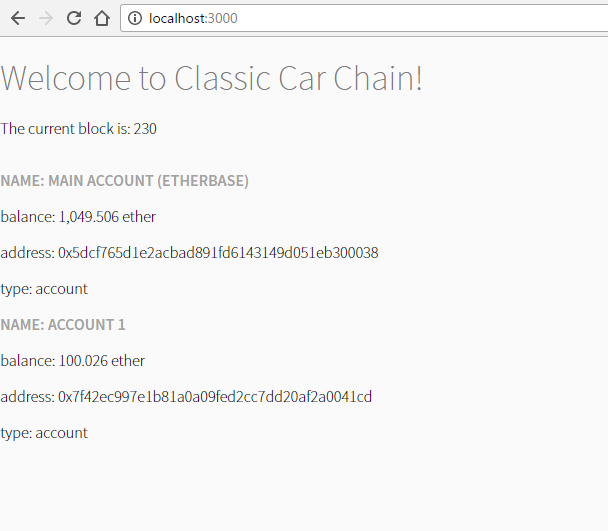 localhost:3000
Welcome to Classic Car Chain!
The current block is: 230
NAME: MAIN ACCOUNT (ETHERBASE)
balance: 1,049.506 ether
address: 0x5dcf765d1e2acbad891fd6143149d051eb300038
type: account
NAME: ACCOUNT 1
balance: 100.026 ether
address: 0x7f42ec997e1b81a0a09fed2cc7dd20af2a0041cd
type: account